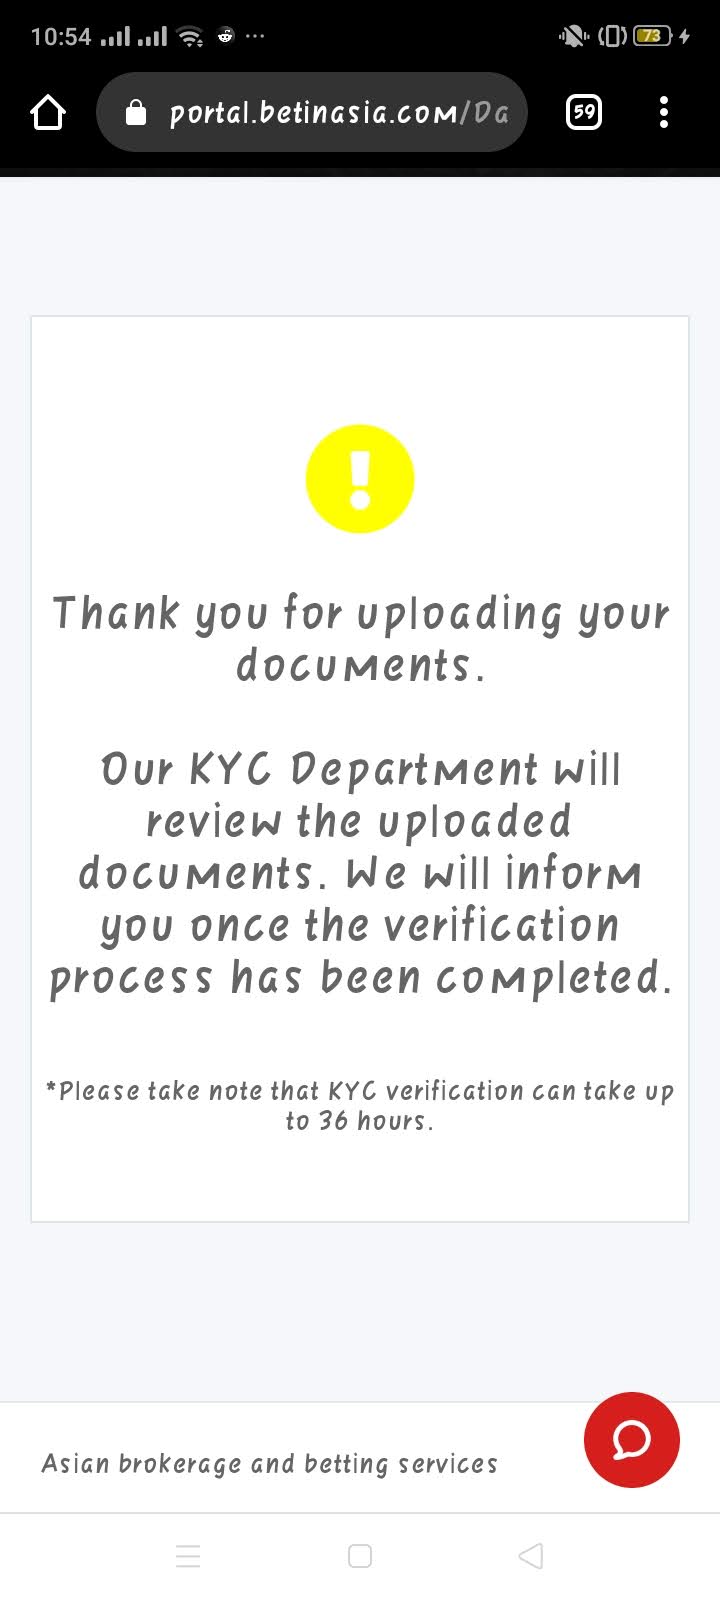 10:54
73
portal.betinasia.com/Da
59
Thank you for uploading your
documents.
Our KYC Department will
review the uploaded
documents. We will inform
you once the verification
process has been completed.
*Please take note that KYC verification can take up
to 36 hours.
Asian brokerage and betting services